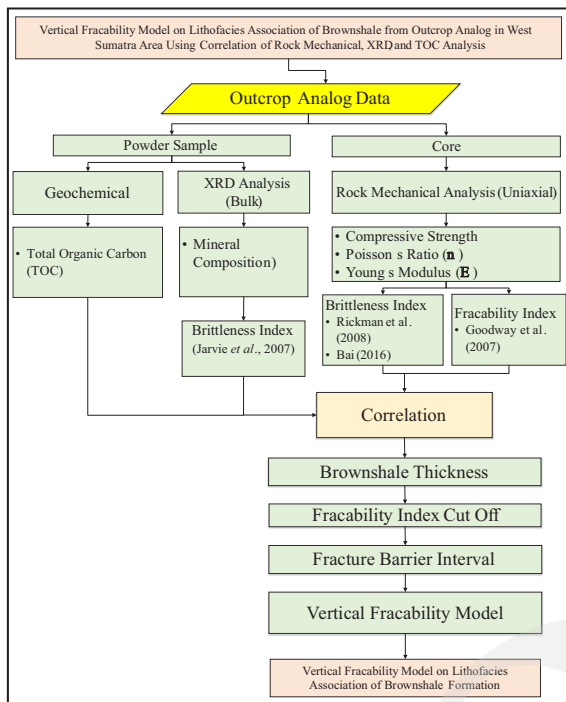 Vertical Fracability Model on Lithofacies Association of Brownshale from Outcrop Analog in West
Sumatra Area Using Correlation of Rock Mechanical, XRD, and TOC Analysis
Outcrop Analog Data
Powder Sample
Core
Geochemical
XRD Analysis
(Bulk)
Rock Mechanical Analysis (Uniaxial)
• Total Organic Carbon
(TOC)
• Mineral
Composition)
• Compressive Strength
• Poisson s Ratio (n )
• Young s Modulus (E)
Brittleness Index
(Jarvie et al., 2007)
Brittleness Index
• Rickman et al.
(2008)
• Bai (2016)
Fracability Index
• Goodway et al.
(2007)
Correlation
Brownshale Thickness
Fracability Index Cut Off
Fracture Barrier Interval
Vertical Fracability Model
Vertical Fracability Model on Lithofacies
Association of Brownshale Formation